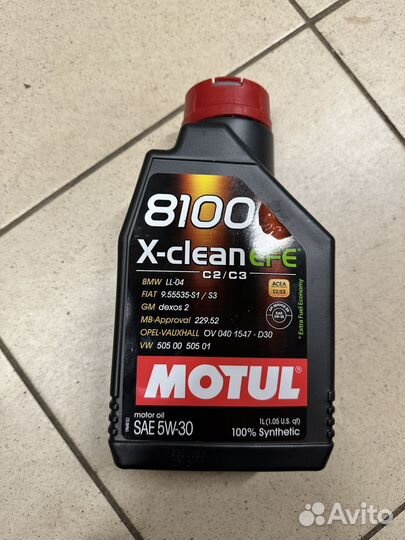 8100
X-clean EFE*
C2/C3
BMW LL-04
FIAT 9.55535-S1 / S3
GM dexos 2
MB-Approval 229.52
OPEL-VAUXHALL OV 040 1547 - D30
VW 505 00 505 01
ACEA
C2/C3
* Extra Fuel Economy
MOTUL
motor oil
SAE 5W-30
1L (1.05 U.S. qt)
100% Synthetic
Avito